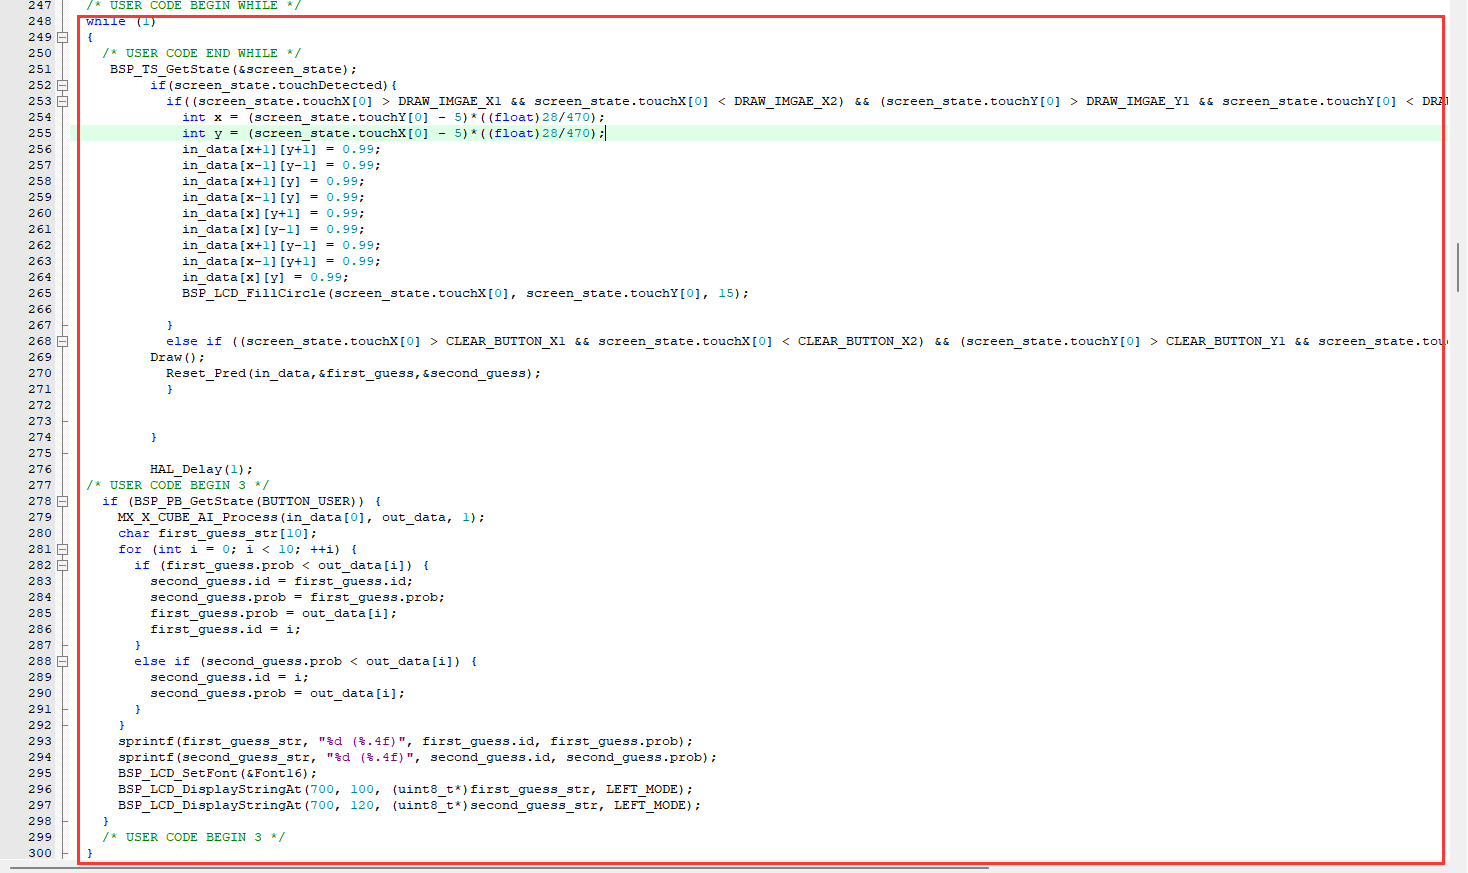 247 /* USER CODE BEGIN WHILE */
248 while (1)
249 {
250 /* USER CODE END WHILE */
251 BSP_TS_GetState(&screen_state);
252 if(screen_state.touchDetected){
253 if((screen_state.touchX[0] > DRAW_IMGAE_X1 && screen_state.touchX[0] < DRAW_IMGAE_X2) && (screen_state.touchY[0] > DRAW_IMGAE_Y1 && screen_state.touchY[0] <
254 int x = (screen_state.touchY[0] - 5)*((float)28/470);
255 int y = (screen_state.touchX[0] - 5)*((float)28/470);
256 in_data[x+1][y+1] = 0.99;
257 in_data[x-1][y-1] = 0.99;
258 in_data[x+1][y] = 0.99;
259 in_data[x-1][y] = 0.99;
260 in_data[x][y+1] = 0.99;
261 in_data[x][y-1] = 0.99;
262 in_data[x+1][y-1] = 0.99;
263 in_data[x-1][y+1] = 0.99;
264 in_data[x][y] = 0.99;
265 BSP_LCD_FillCircle(screen_state.touchX[0], screen_state.touchY[0], 15);
266
267 }
268 else if ((screen_state.touchX[0] > CLEAR_BUTTON_X1 && screen_state.touchX[0] < CLEAR_BUTTON_X2) && (screen_state.touchY[0] > CLEAR_BUTTON_Y1 && screen_state.tou
269 Draw();
270 Reset_Pred(in_data,&first_guess,&second_guess);
271 }
272
273
274 }
275
276 HAL_Delay(1);
277 /* USER CODE BEGIN 3 */
278 if (BSP_PB_GetState(BUTTON_USER)) {
279 MX_X_CUBE_AI_Process(in_data[0], out_data, 1);
280 char first_guess_str[10];
281 for (int i = 0; i < 10; ++i) {
282 if (first_guess.prob < out_data[i]) {
283 second_guess.id = first_guess.id;
284 second_guess.prob = first_guess.prob;
285 first_guess.prob = out_data[i];
286 first_guess.id = i;
287 }
288 else if (second_guess.prob < out_data[i]) {
289 second_guess.id = i;
290 second_guess.prob = out_data[i];
291 }
292 }
293 sprintf(first_guess_str, "%d (%.4f)", first_guess.id, first_guess.prob);
294 sprintf(second_guess_str, "%d (%.4f)", second_guess.id, second_guess.prob);
295 BSP_LCD_SetFont(&Font16);
296 BSP_LCD_DisplayStringAt(700, 100, (uint8_t*)first_guess_str, LEFT_MODE);
297 BSP_LCD_DisplayStringAt(700, 120, (uint8_t*)second_guess_str, LEFT_MODE);
298 }
299 /* USER CODE BEGIN 3 */
300 }